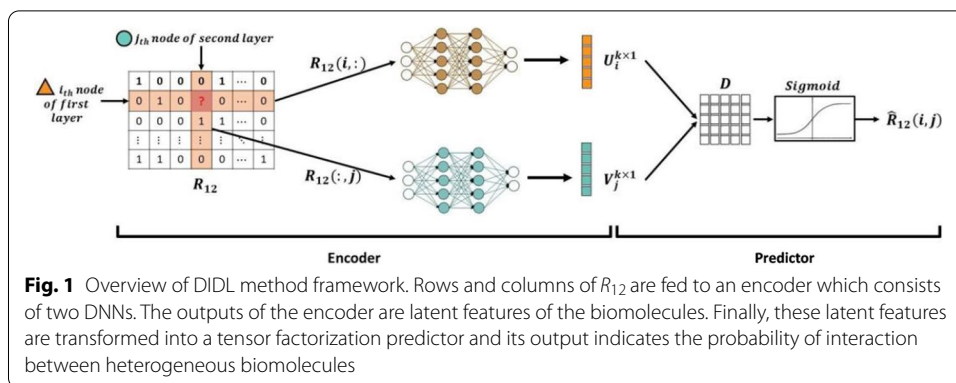 j_th node of second layer
i_th node of first layer
1 0 0 0 1 ... 0
0 1 0 ? 0 ... 0
0 0 0 1 1 ... 0
⋮ ⋮ ⋮ ⋮ ⋮ ⋱ ⋮
1 1 0 0 0 ... 1
R_12
R_12(i,:)
R_12(:,j)
U_i^{k×1}
V_j^{k×1}
D
Sigmoid
R̂_12(i,j)
Encoder
Predictor
Fig. 1 Overview of DIDL method framework. Rows and columns of R_12 are fed to an encoder which consists
of two DNNs. The outputs of the encoder are latent features of the biomolecules. Finally, these latent features
are transformed into a tensor factorization predictor and its output indicates the probability of interaction
between heterogeneous biomolecules